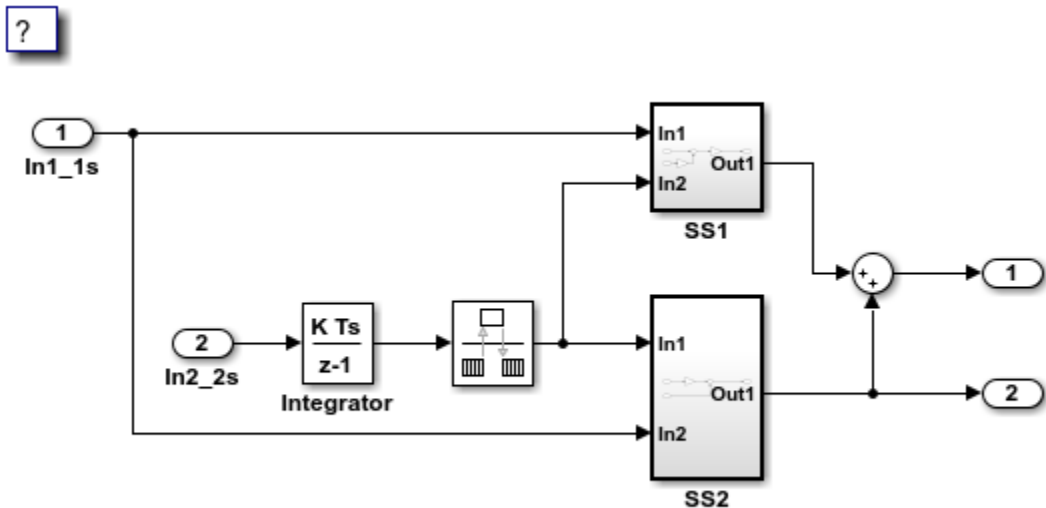 ?
1
In1_1s
In1
In2
Out1
SS1
1
2
In2_2s
K Ts
z-1
Integrator
In1
In2
Out1
SS2
+
+
2